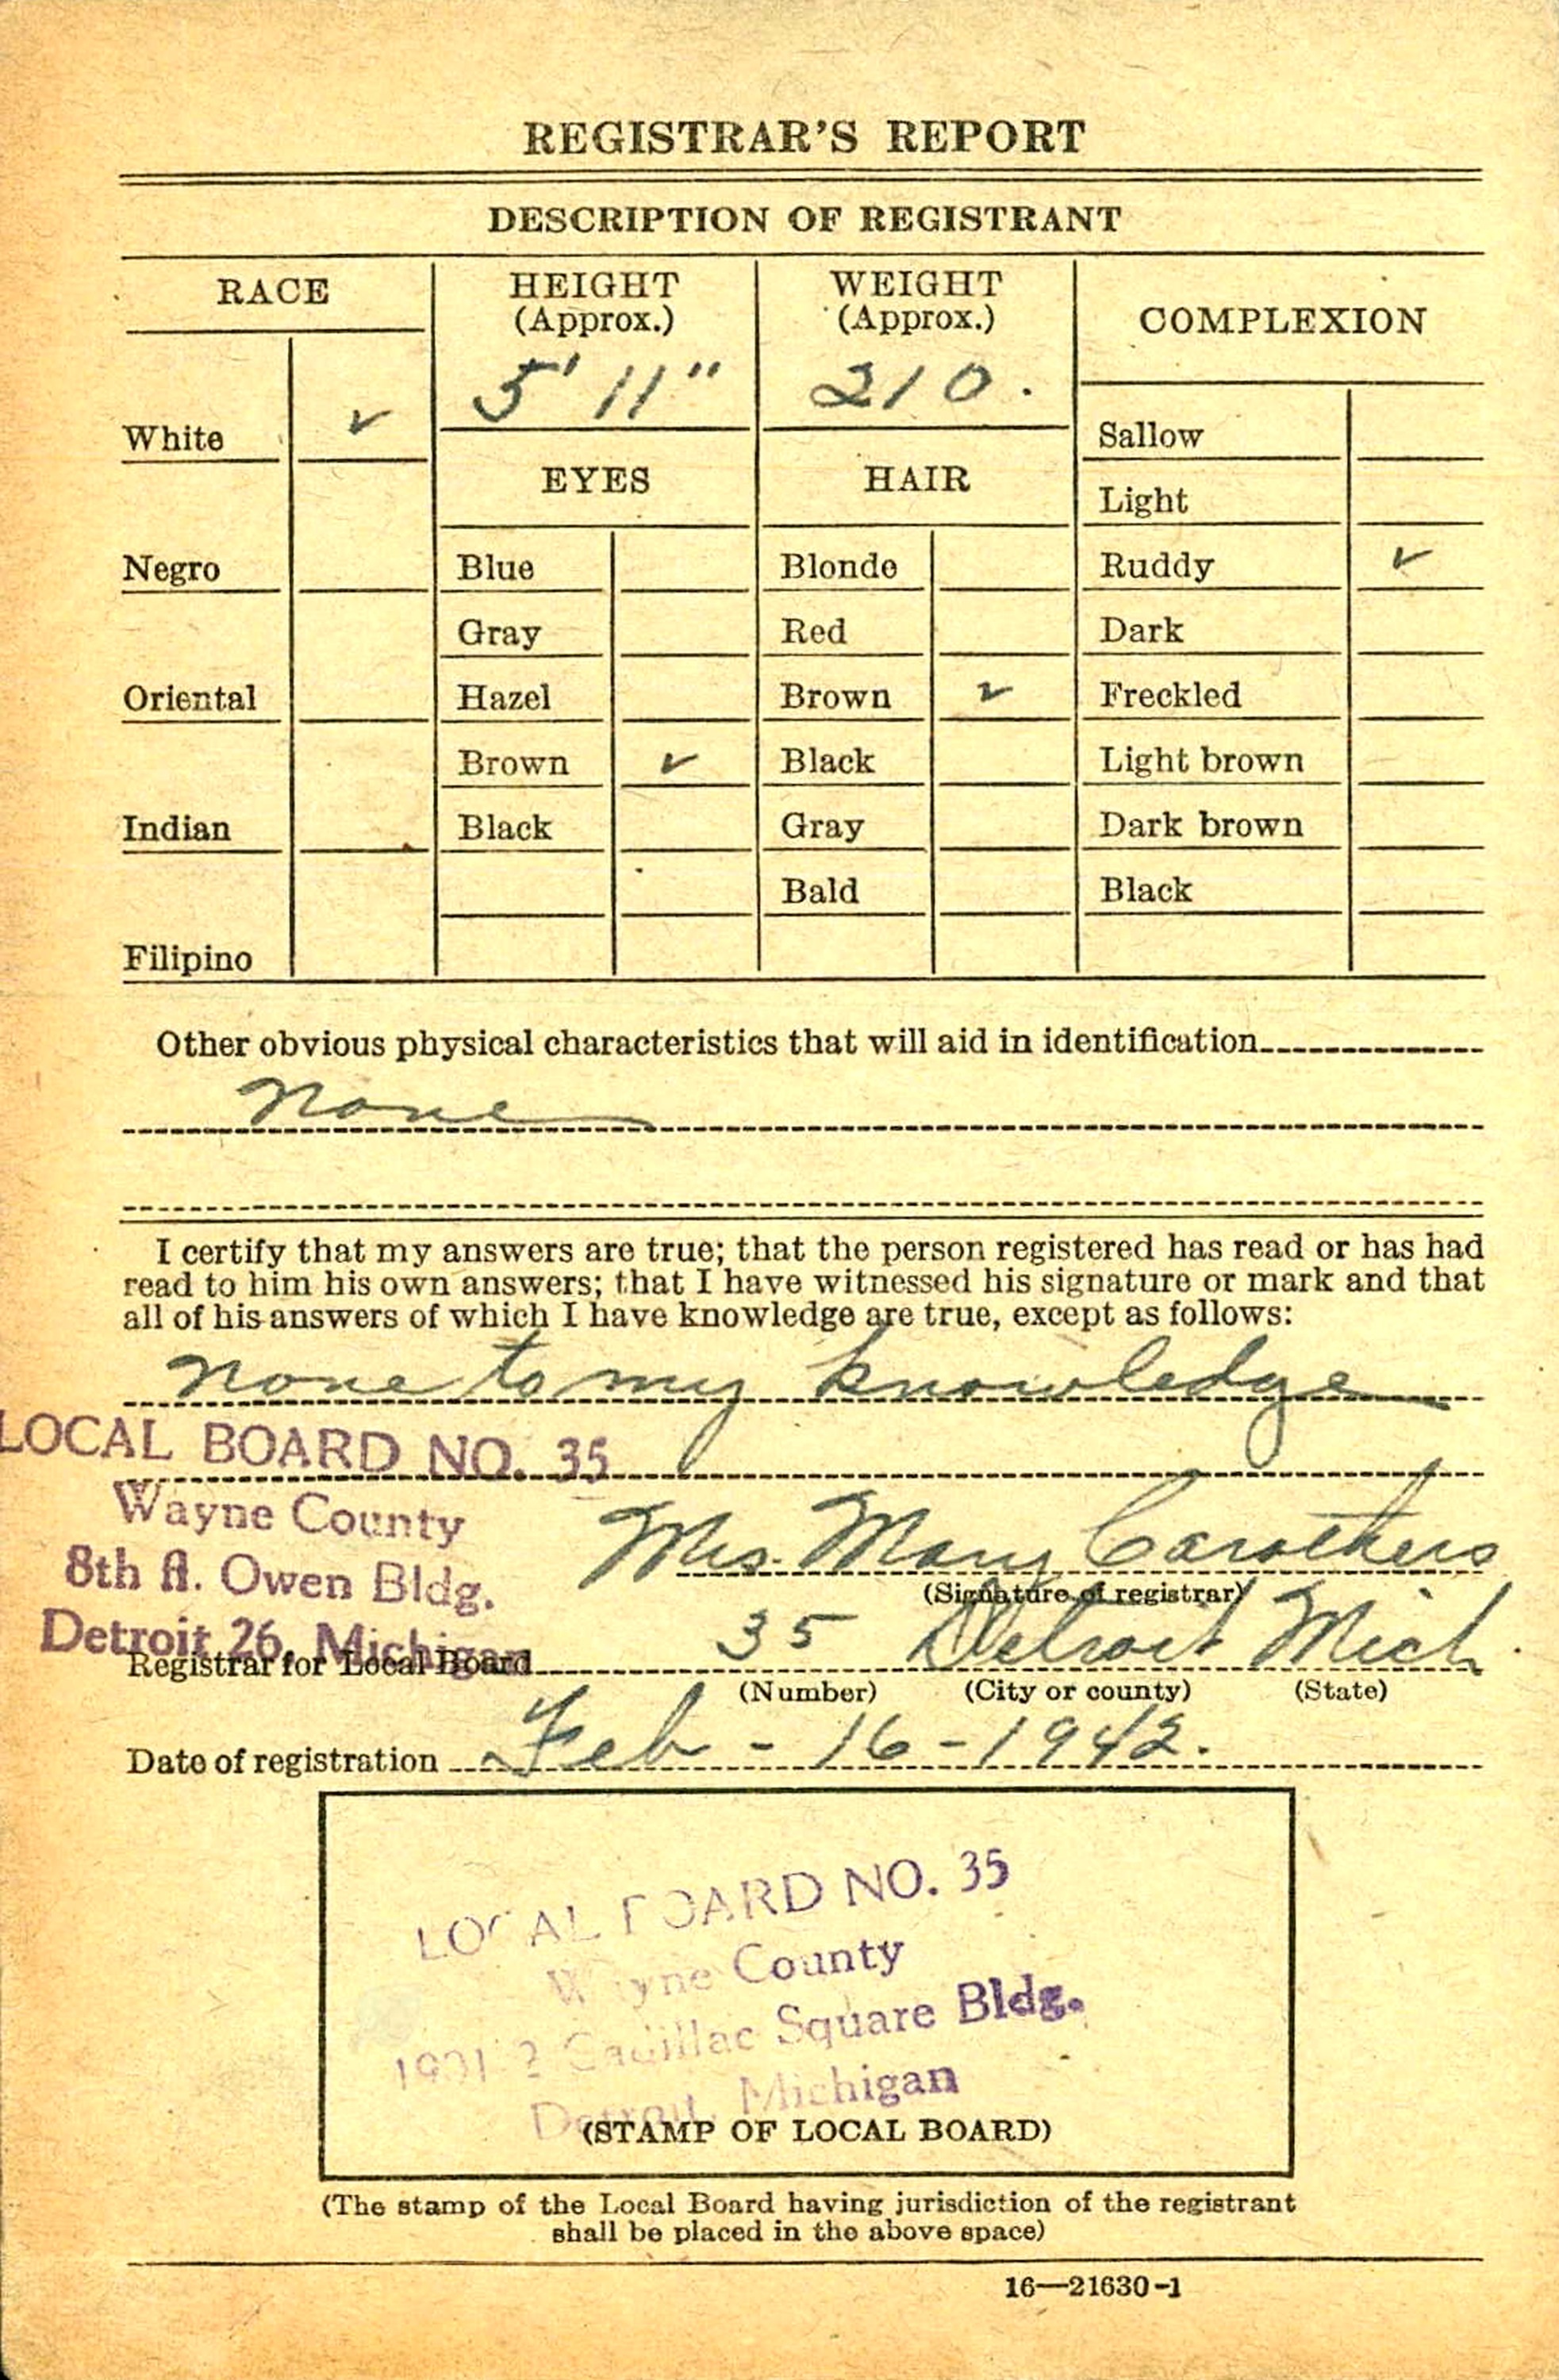 REGISTRAR'S REPORT
DESCRIPTION OF REGISTRANT
RACE
HEIGHT
(Approx.)
5' 11"
WEIGHT
(Approx.)
210.
COMPLEXION
White ✓
Negro
Oriental
Indian
Filipino
EYES
Blue
Gray
Hazel
Brown ✓
Black
HAIR
Blonde
Red
Brown ✓
Black
Gray
Bald
Sallow
Light
Ruddy ✓
Dark
Freckled
Light brown
Dark brown
Black
Other obvious physical characteristics that will aid in identification
None
I certify that my answers are true; that the person registered has read or has had
read to him his own answers; that I have witnessed his signature or mark and that
all of his answers of which I have knowledge are true, except as follows:
None to my knowledge
LOCAL BOARD NO. 35
Wayne County
8th fl. Owen Bldg.
Detroit 26, Michigan
Mrs. Mary Carothers
(Signature of registrar)
Registrar for Local Board 35 Detroit Mich.
(Number) (City or county) (State)
Date of registration Feb - 16 - 1942.
LOCAL BOARD NO. 35
Wayne County
Cadillac Square Bldg.
Detroit, Michigan
(STAMP OF LOCAL BOARD)
(The stamp of the Local Board having jurisdiction of the registrant
shall be placed in the above space)
16—21630-1